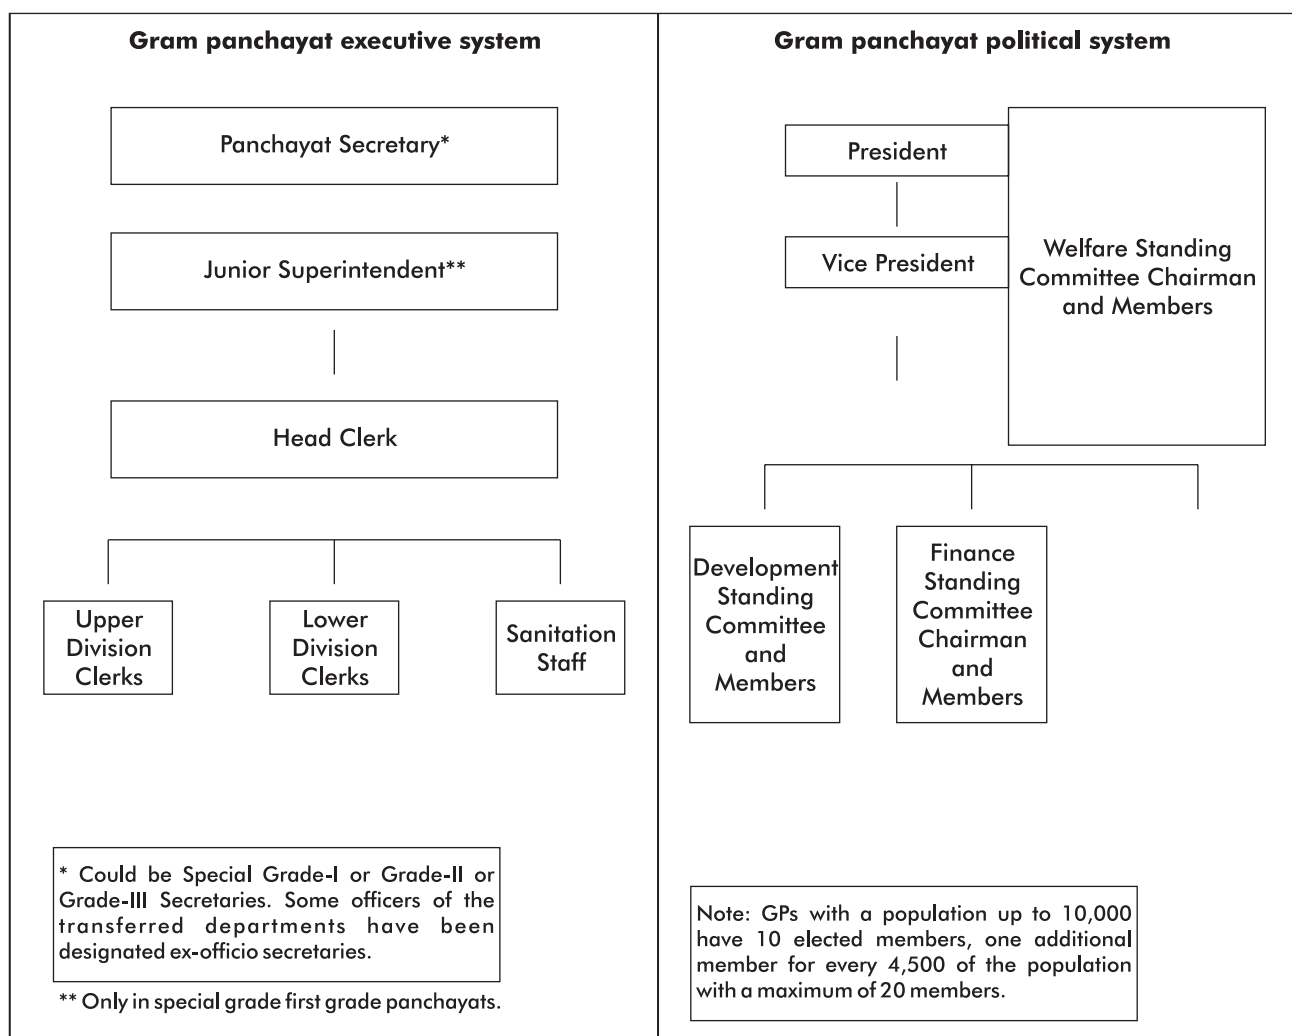 Gram panchayat executive system
Panchayat Secretary*
Junior Superintendent**
Head Clerk
Upper
Division
Clerks
Lower
Division
Clerks
Sanitation
Staff
* Could be Special Grade-I or Grade-II or
Grade-III Secretaries. Some officers of the
transferred departments have been
designated ex-officio secretaries.
** Only in special grade first grade panchayats.
Gram panchayat political system
President
Vice President
Welfare Standing
Committee Chairman
and Members
Development
Standing
Committee
and
Members
Finance
Standing
Committee
Chairman
and
Members
Note: GPs with a population up to 10,000
have 10 elected members, one additional
member for every 4,500 of the population
with a maximum of 20 members.